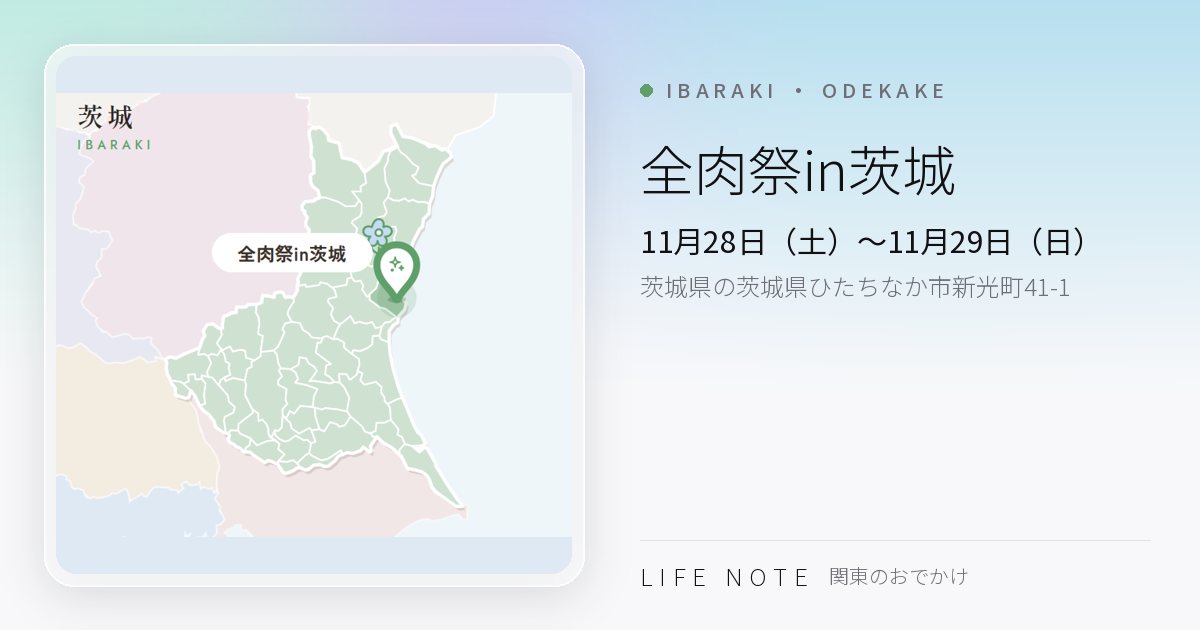 茨城
IBARAKI
全肉祭in茨城
IBARAKI ・ ODEKAKE
全肉祭in茨城
11月28日（土）〜11月29日（日）
茨城県の茨城県ひたちなか市新光町41-1
LIFE NOTE 関東のおでかけ